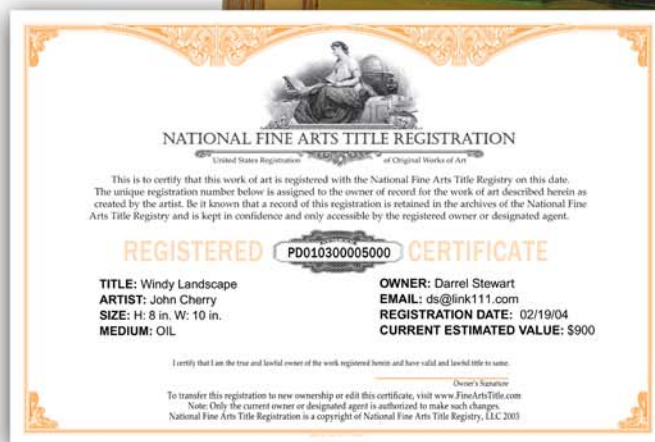 NATIONAL FINE ARTS TITLE REGISTRATION
United States Registration of Original Works of Art
This is to certify that this work of art is registered with the National Fine Arts Title Registry on this date.
The unique registration number below is assigned to the owner of record for the work of art described herein as
created by the artist. Be it known that a record of this registration is retained in the archives of the National Fine
Arts Title Registry and is kept in confidence and only accessible by the registered owner or designated agent.
REGISTERED PD010300005000 CERTIFICATE
TITLE: Windy Landscape
ARTIST: John Cherry
SIZE: H: 8 in. W: 10 in.
MEDIUM: OIL
OWNER: Darrel Stewart
EMAIL: ds@link111.com
REGISTRATION DATE: 02/19/04
CURRENT ESTIMATED VALUE: $900
I certify that I am the true and lawful owner of the work registered herein and have valid and lawful title to same.
Owner's Signature
To transfer this registration to new ownership or edit this certificate, visit www.FineArtsTitle.com
Note: Only the current owner or designated agent is authorized to make such changes.
National Fine Arts Title Registration is a copyright of National Fine Arts Title Registry, LLC 2003